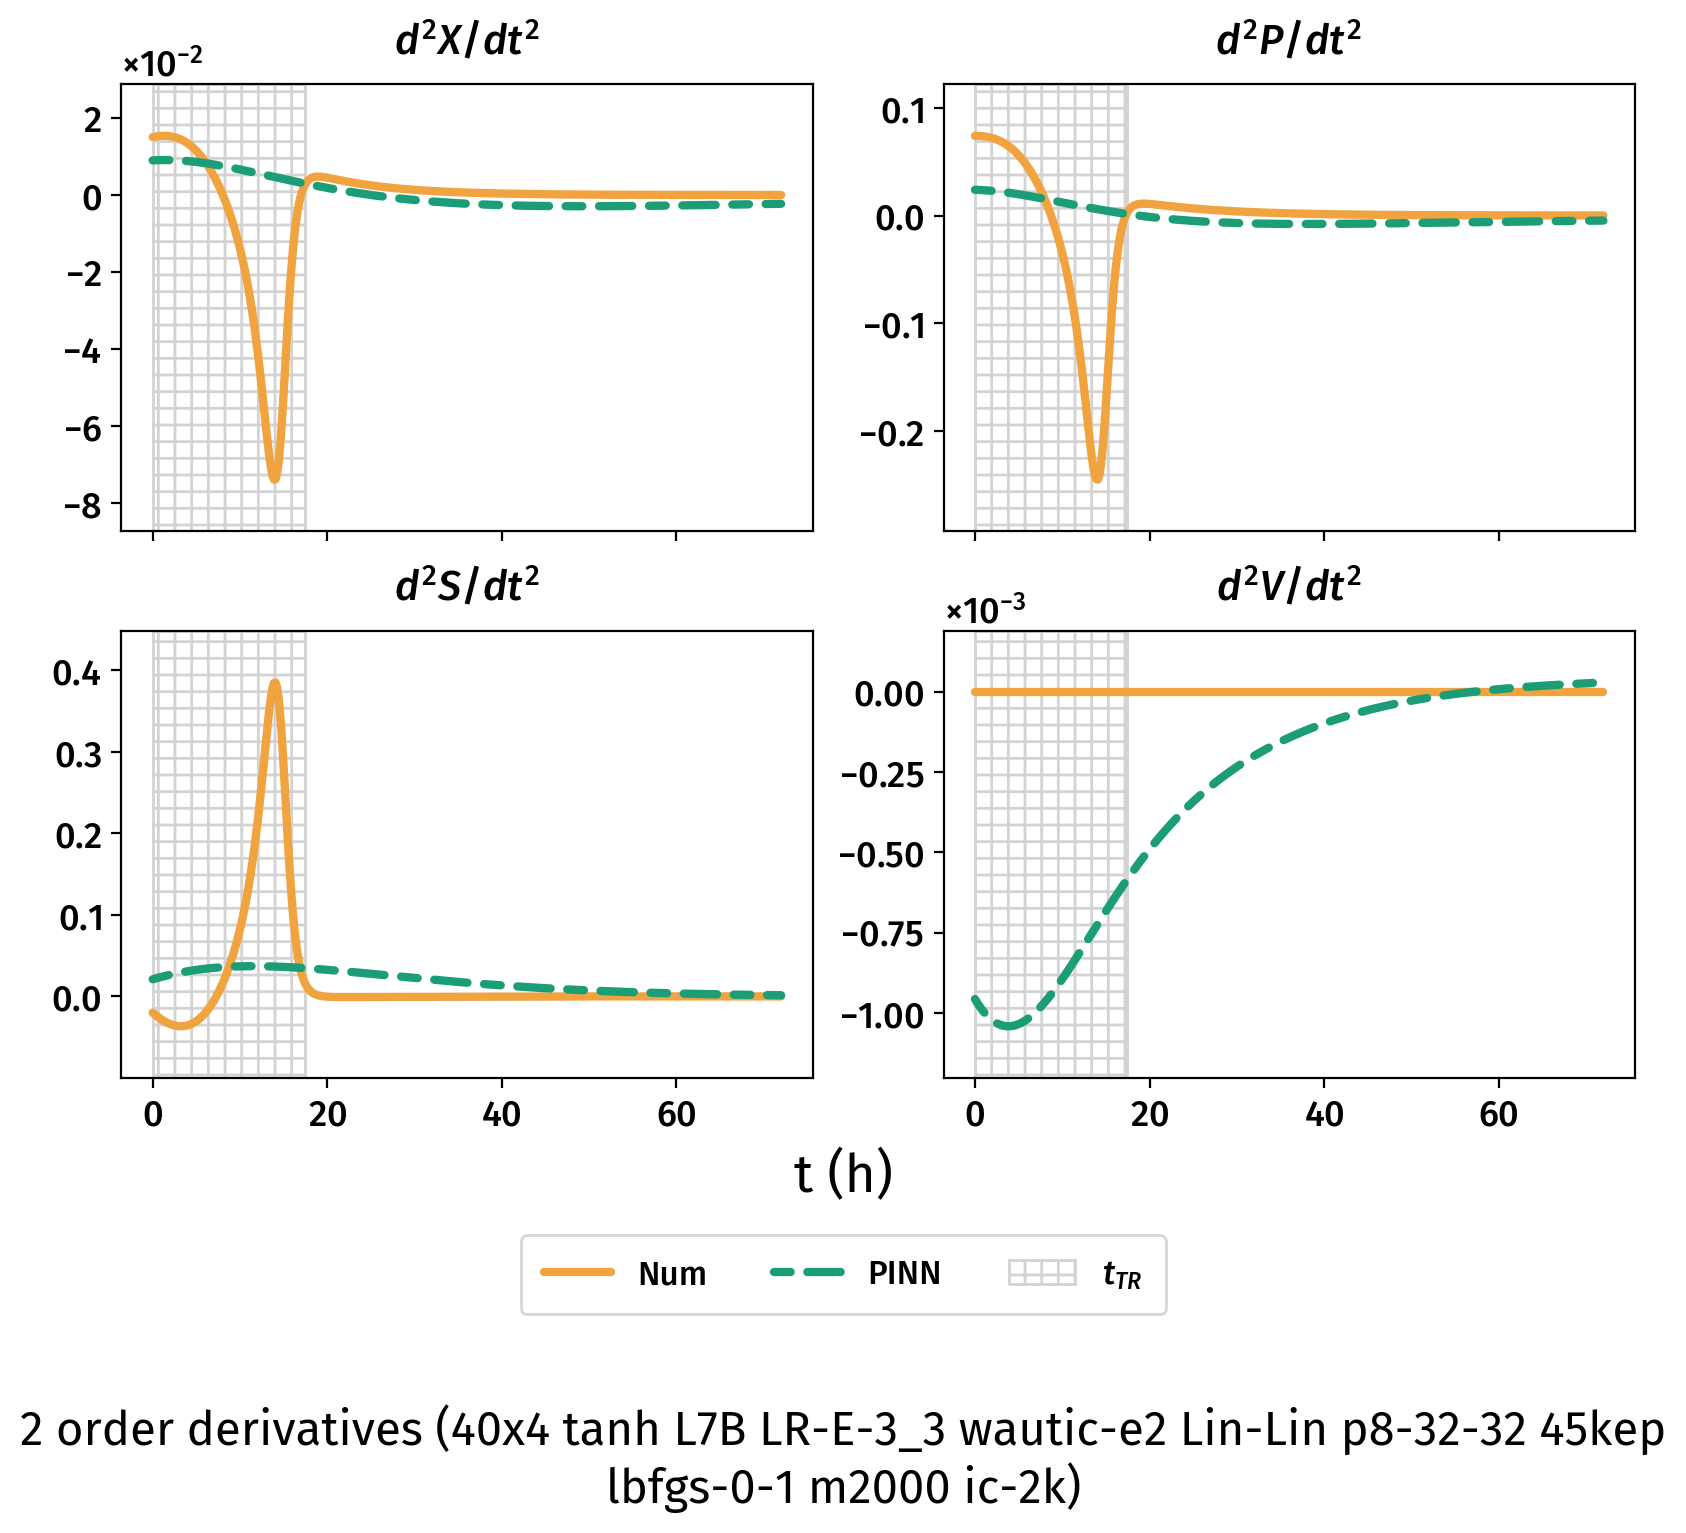 d²X/dt²
×10⁻²
2
0
−2
−4
−6
−8
d²P/dt²
0.1
0.0
−0.1
−0.2
d²S/dt²
0.4
0.3
0.2
0.1
0.0
0 20 40 60
d²V/dt²
×10⁻³
0.00
−0.25
−0.50
−0.75
−1.00
0 20 40 60
t (h)
Num PINN t_TR
2 order derivatives (40x4 tanh L7B LR-E-3_3 wautic-e2 Lin-Lin p8-32-32 45kep
lbfgs-0-1 m2000 ic-2k)